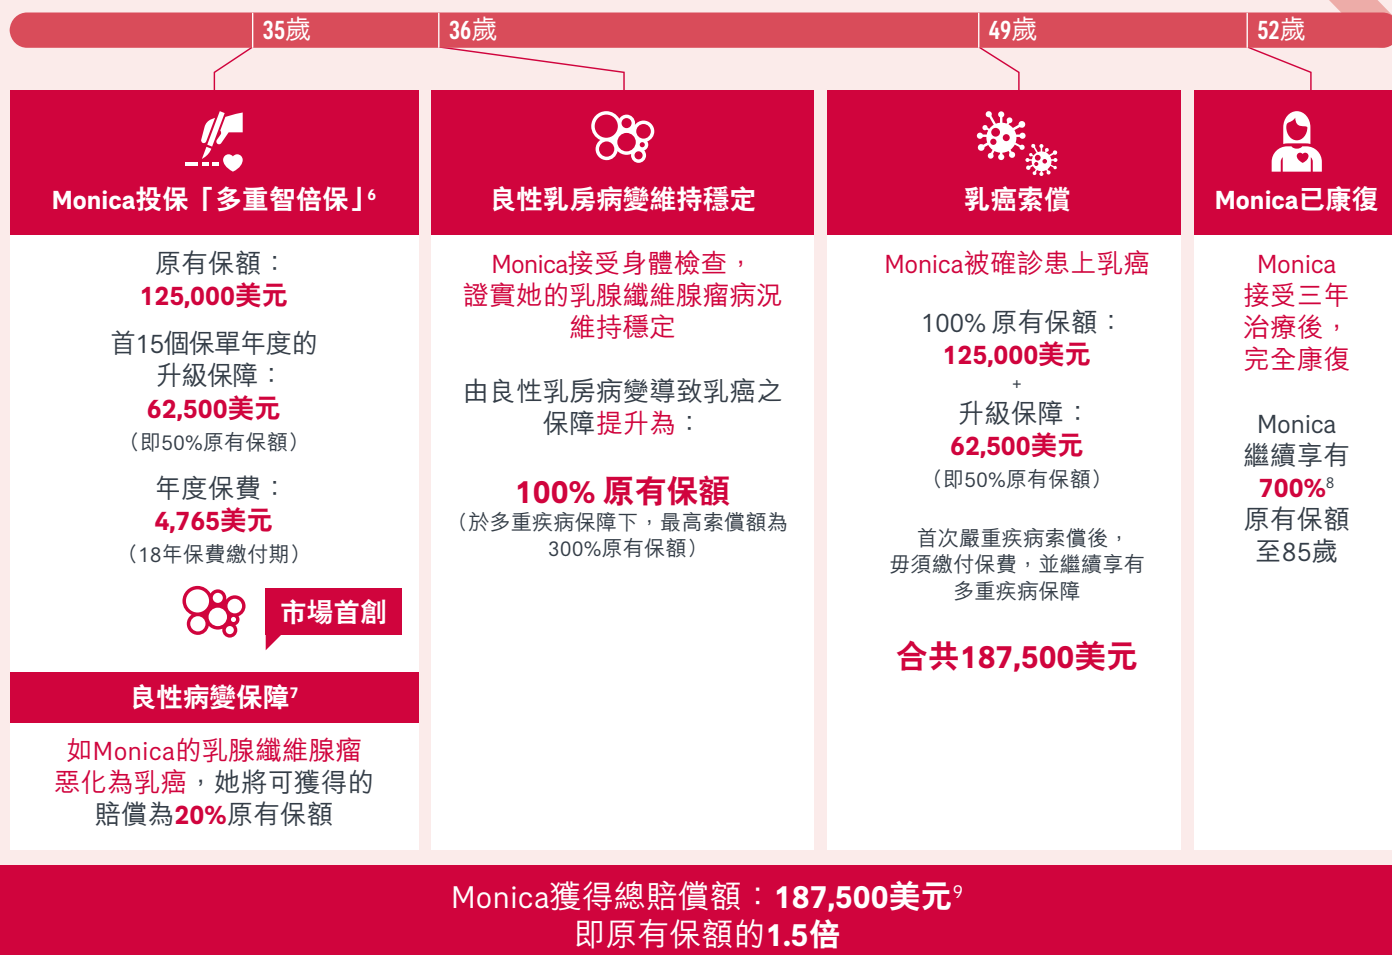 35歲
36歲
49歲
52歲
Monica投保「多重智倍保」6
原有保額：
125,000美元
首15個保單年度的
升級保障：
62,500美元
（即50%原有保額）
年度保費：
4,765美元
（18年保費繳付期）
市場首創
良性病變保障7
如Monica的乳腺纖維腺瘤
惡化為乳癌，她將可獲得的
賠償為20%原有保額
良性乳房病變維持穩定
Monica接受身體檢查，
證實她的乳腺纖維腺瘤病況
維持穩定
由良性乳房病變導致乳癌之
保障提升為：
100% 原有保額
（於多重疾病保障下，最高索償額為
300%原有保額）
乳癌索償
Monica被確診患上乳癌
100% 原有保額：
125,000美元
+
升級保障：
62,500美元
（即50%原有保額）
首次嚴重疾病索償後，
毋須繳付保費，並繼續享有
多重疾病保障
合共187,500美元
Monica已康復
Monica
接受三年
治療後，
完全康復
Monica
繼續享有
700%8
原有保額
至85歲
Monica獲得總賠償額：187,500美元9
即原有保額的1.5倍